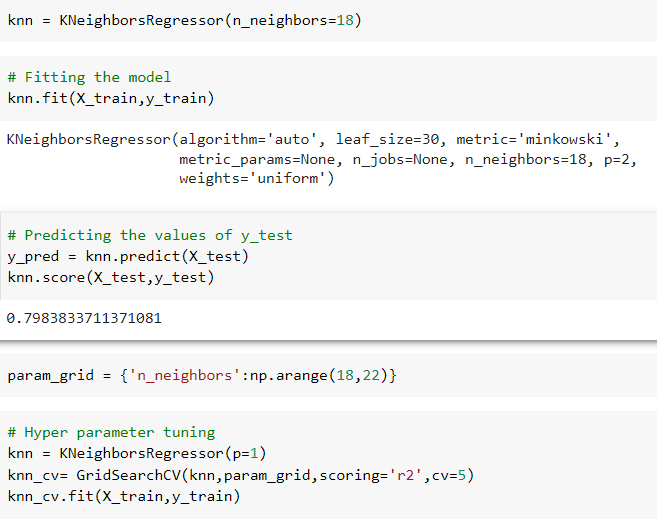 knn = KNeighborsRegressor(n_neighbors=18)
# Fitting the model
knn.fit(X_train,y_train)
KNeighborsRegressor(algorithm='auto', leaf_size=30, metric='minkowski',
metric_params=None, n_jobs=None, n_neighbors=18, p=2,
weights='uniform')
# Predicting the values of y_test
y_pred = knn.predict(X_test)
knn.score(X_test,y_test)
0.7983833711371081
param_grid = {'n_neighbors':np.arange(18,22)}
# Hyper parameter tuning
knn = KNeighborsRegressor(p=1)
knn_cv= GridSearchCV(knn,param_grid,scoring='r2',cv=5)
knn_cv.fit(X_train,y_train)